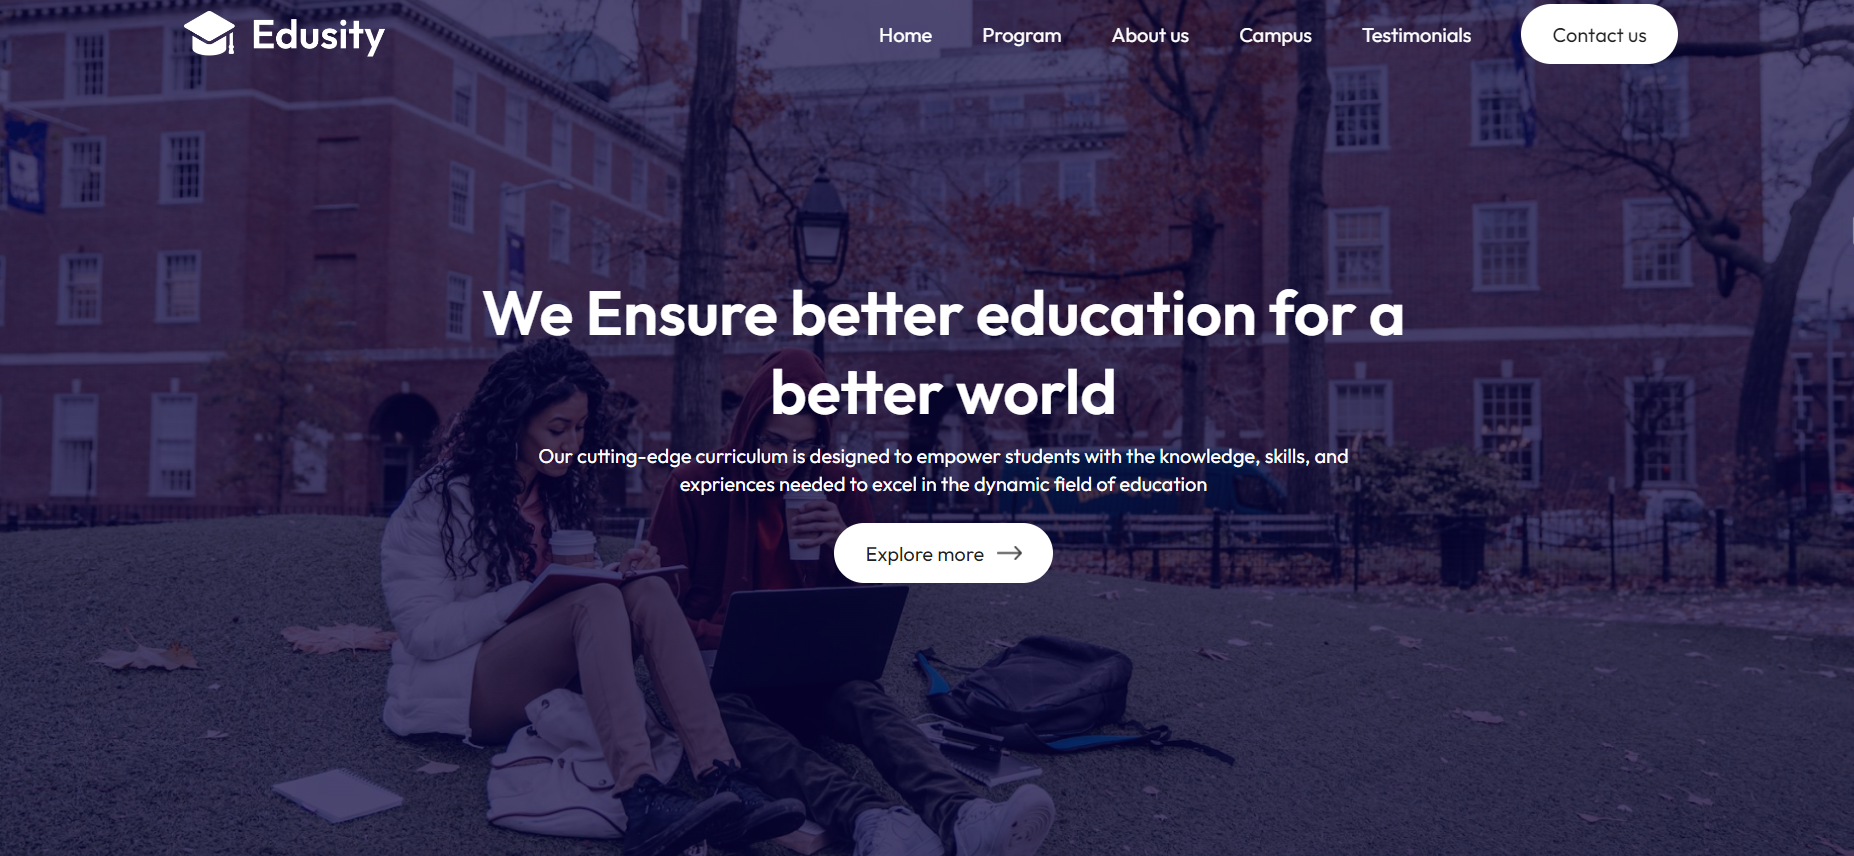 Edusity
Home Program About us Campus Testimonials Contact us
We Ensure better education for a
better world
Our cutting-edge curriculum is designed to empower students with the knowledge, skills, and
expriences needed to excel in the dynamic field of education
Explore more